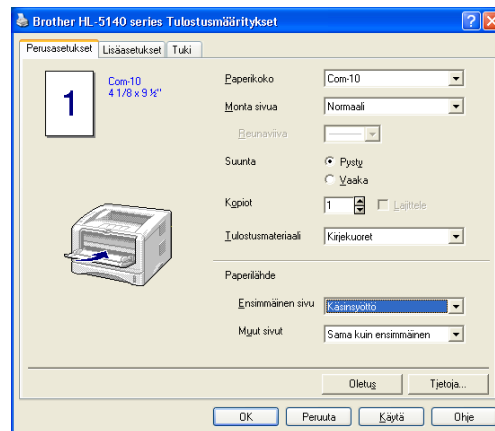 Brother HL-5140 series Tulostusmääritykset
Perusasetukset Lisäasetukset Tuki
1
Com-10
4 1/8 x 9 ½"
Paperikoko Com-10
Monta sivua Normaali
Reunaviiva
Suunta Pysty
Vaaka
Kopiot 1 Lajittele
Tulostusmateriaali Kirjekuoret
Paperilähde
Ensimmäinen sivu Käsinsyöttö
Muut sivut Sama kuin ensimmäinen
Oletus Tietoja...
OK Peruuta Käytä Ohje